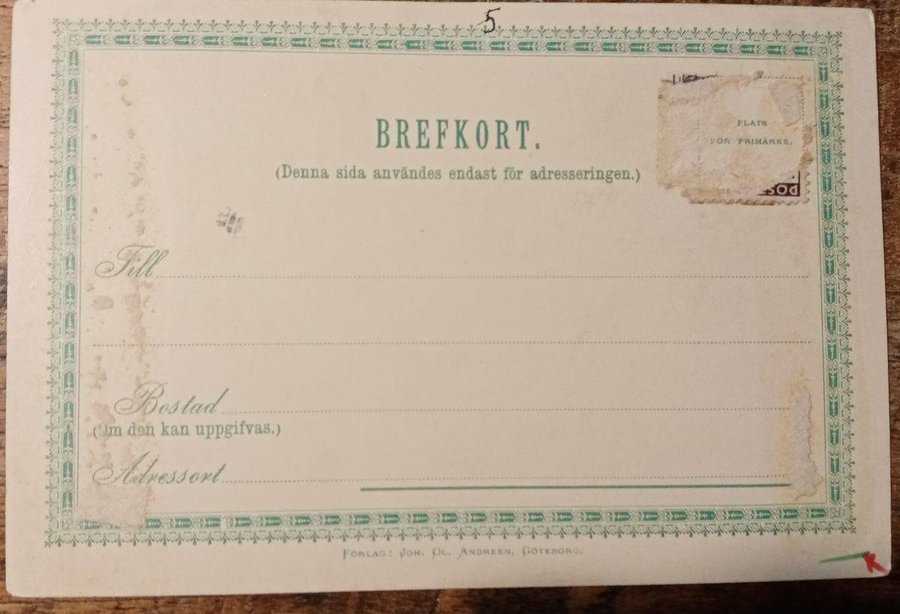 5
BREFKORT.
(Denna sida användes endast för adresseringen.)
PLATS
FÖR FRIMÄRKE.
POS
Till
Bostad
(Om den kan uppgifvas.)
Adressort
FÖRLAG: JOH. OL. ANDREEN, GÖTEBORG.